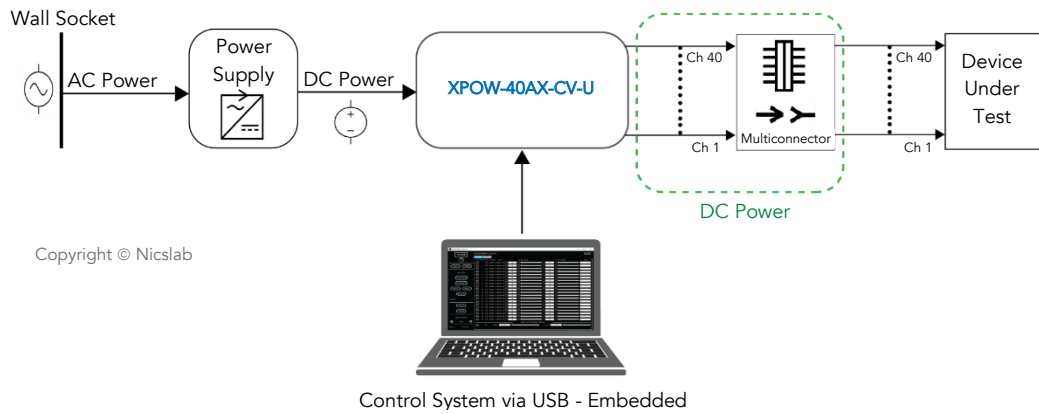 Wall Socket
AC Power
Power
Supply
DC Power
XPOW-40AX-CV-U
Ch 40
Ch 1
Multiconnector
Ch 40
Ch 1
Device
Under
Test
DC Power
Copyright © Nicslab
Control System via USB - Embedded